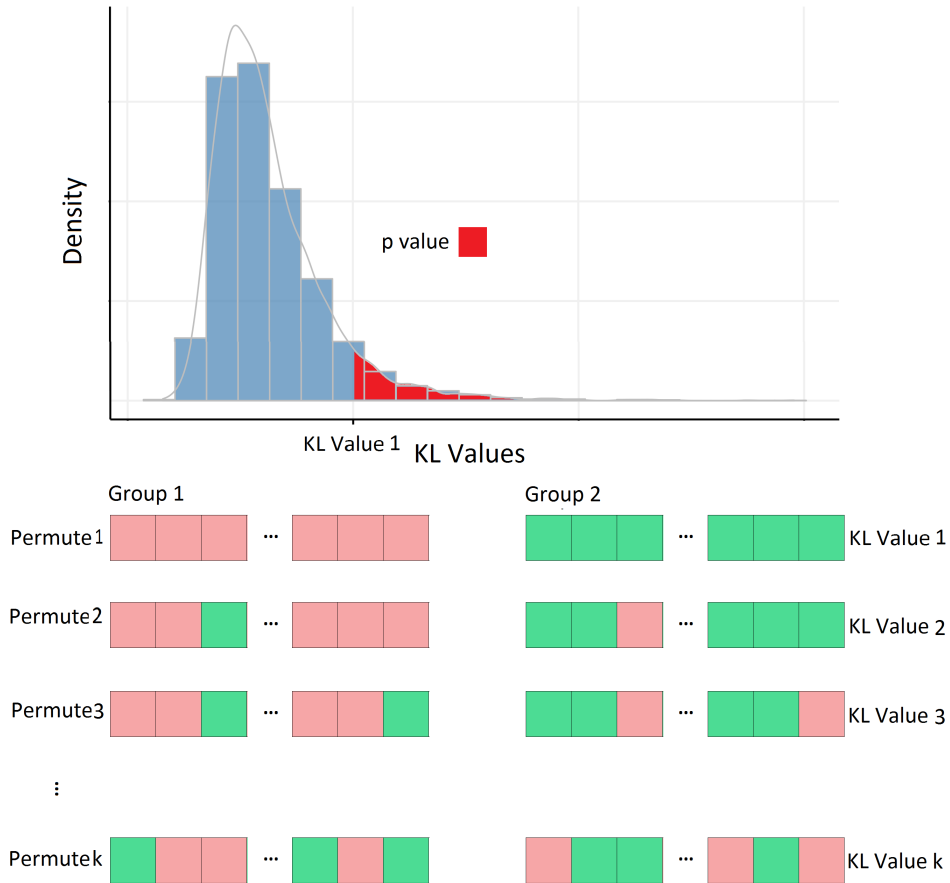 Density
p value
KL Value 1
KL Values
Group 1
Group 2
Permute1
...
...
KL Value 1
Permute2
...
...
KL Value 2
Permute3
...
...
KL Value 3
...
Permutek
...
...
KL Value k